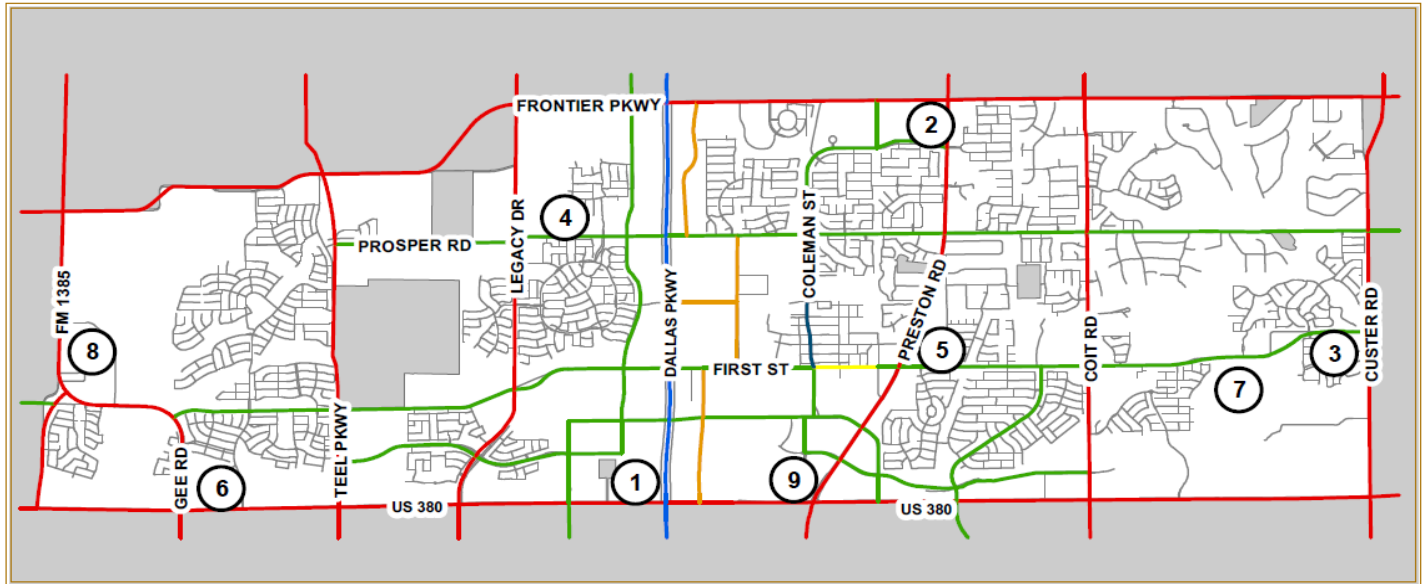 FRONTIER PKWY
2
4
PROSPER RD
LEGACY DR
COLEMAN ST
FM 1385
DALLAS PKWY
PRESTON RD
COIT RD
CUSTER RD
8
5
3
FIRST ST
7
GEE RD
TEEL PKWY
6
1
9
US 380
US 380